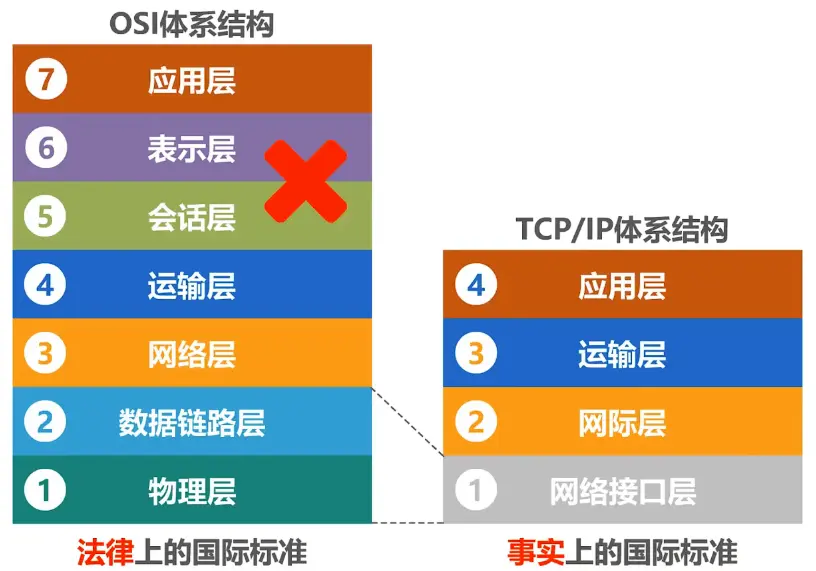 OSI体系结构
7 应用层
6 表示层
5 会话层
4 运输层
3 网络层
2 数据链路层
1 物理层
法律上的国际标准
TCP/IP体系结构
4 应用层
3 运输层
2 网际层
1 网络接口层
事实上的国际标准